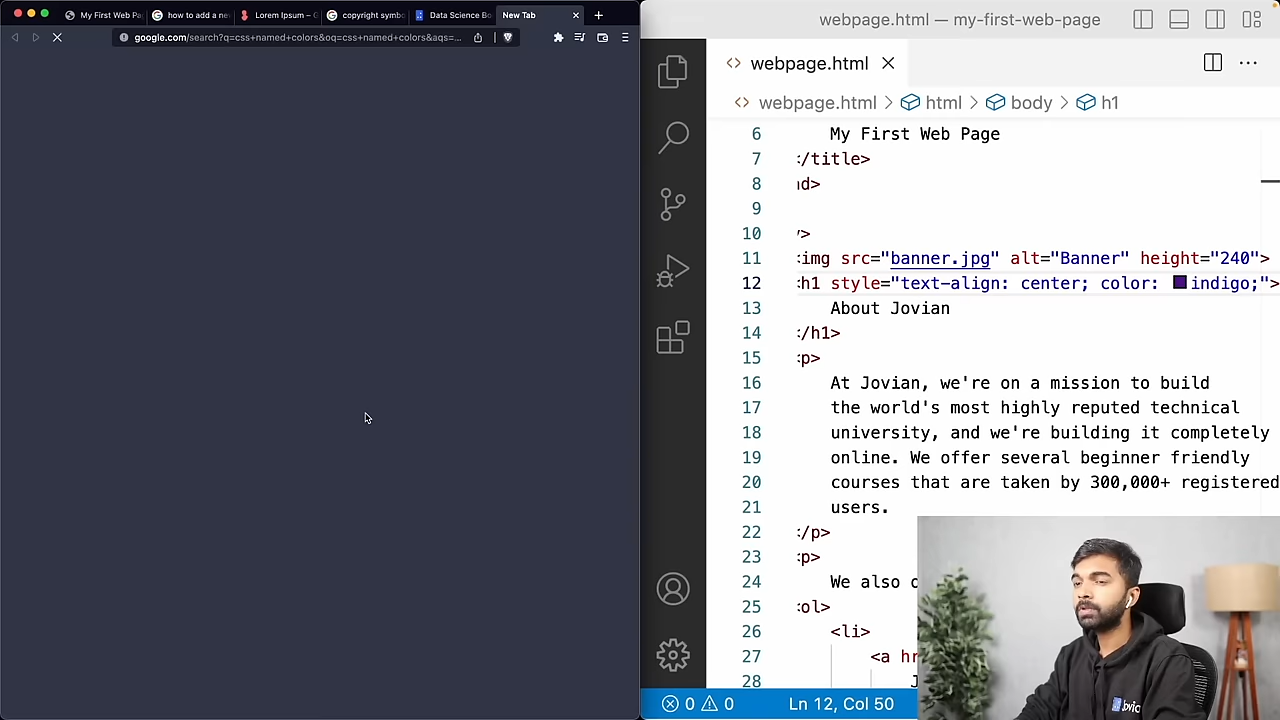 My First Web Pa
how to add a ne
Lorem Ipsum – G
copyright symbo
Data Science Bo
New Tab
google.com/search?q=css+named+colors&oq=css+named+colors&aqs=...
webpage.html — my-first-web-page
webpage.html
webpage.html > html > body > h1
6 My First Web Page
7 </title>
8 d>
9
10 >
11 <img src="banner.jpg" alt="Banner" height="240">
12 <h1 style="text-align: center; color: indigo;">
13 About Jovian
14 </h1>
15 <p>
16 At Jovian, we're on a mission to build
17 the world's most highly reputed technical
18 university, and we're building it completely
19 online. We offer several beginner friendly
20 courses that are taken by 300,000+ registered
21 users.
22 </p>
23 <p>
24 We also o
25 <ol>
26 <li>
27 <a hr
28 J
0 0
Ln 12, Col 50